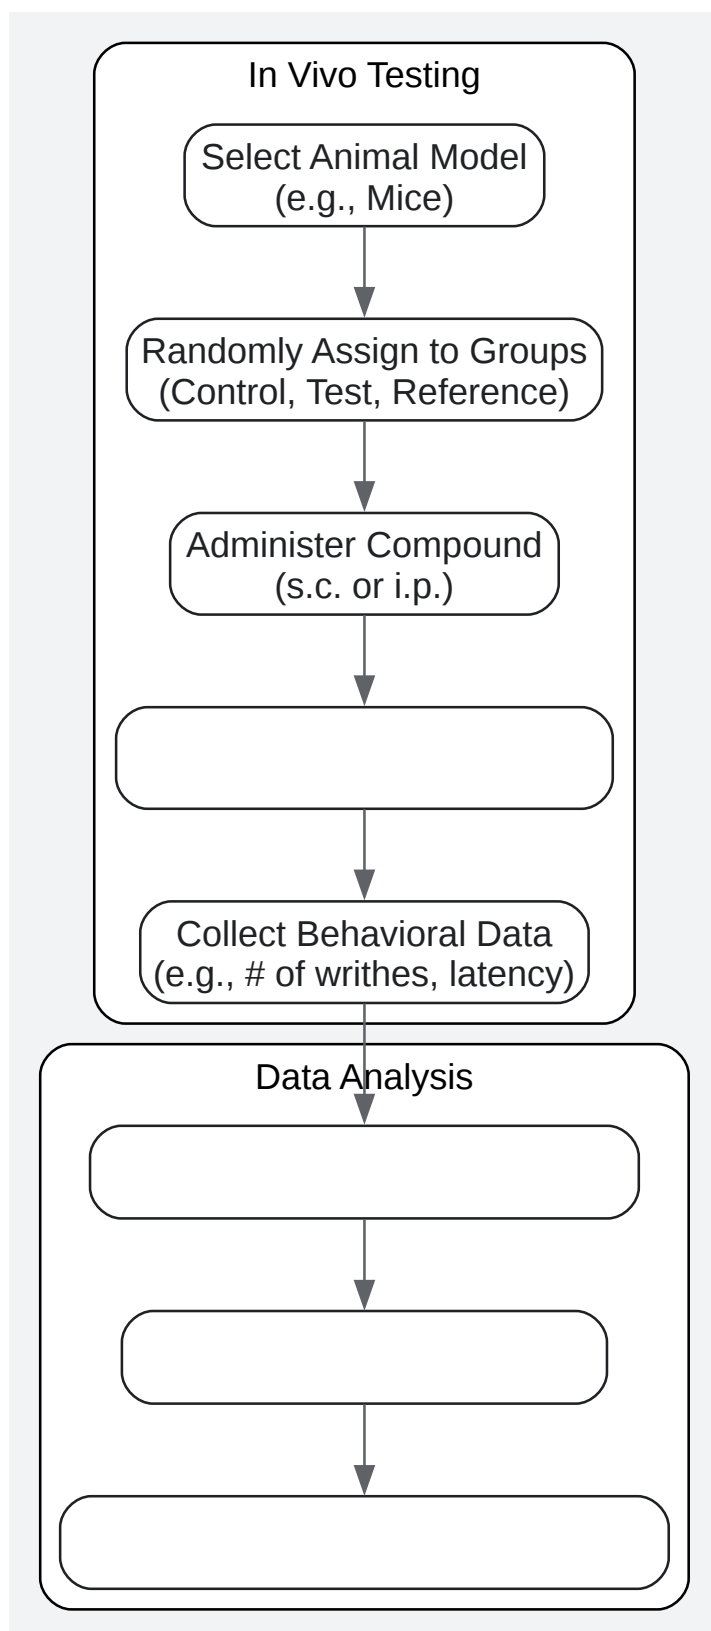 In Vivo Testing
Select Animal Model
(e.g., Mice)
Randomly Assign to Groups
(Control, Test, Reference)
Administer Compound
(s.c. or i.p.)
Collect Behavioral Data
(e.g., # of writhes, latency)
Data Analysis